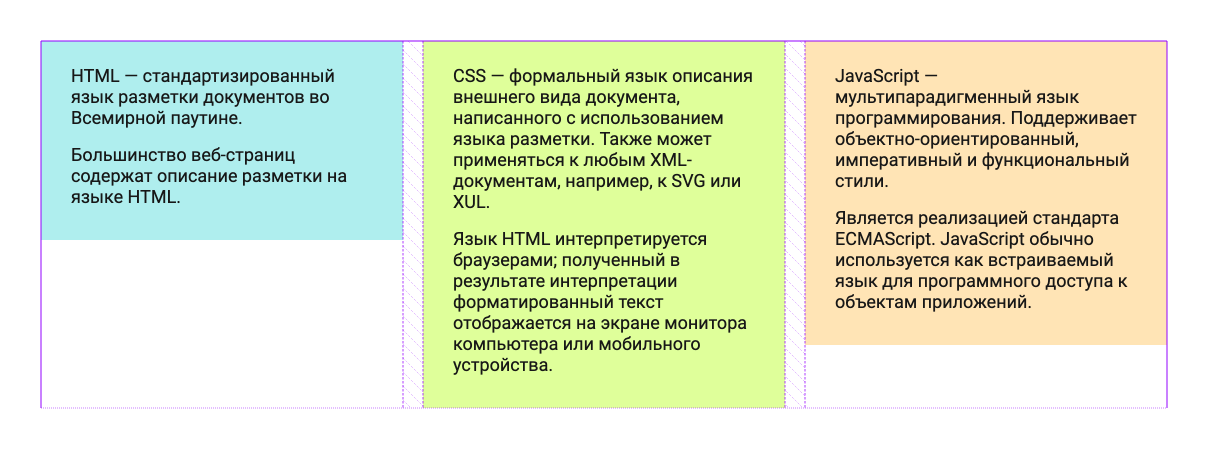 HTML — стандартизированный
язык разметки документов во
Всемирной паутине.
Большинство веб-страниц
содержат описание разметки на
языке HTML.
CSS — формальный язык описания
внешнего вида документа,
написанного с использованием
языка разметки. Также может
применяться к любым XML-
документам, например, к SVG или
XUL.
Язык HTML интерпретируется
браузерами; полученный в
результате интерпретации
форматированный текст
отображается на экране монитора
компьютера или мобильного
устройства.
JavaScript —
мультипарадигменный язык
программирования. Поддерживает
объектно-ориентированный,
императивный и функциональный
стили.
Является реализацией стандарта
ECMAScript. JavaScript обычно
используется как встраиваемый
язык для программного доступа к
объектам приложений.